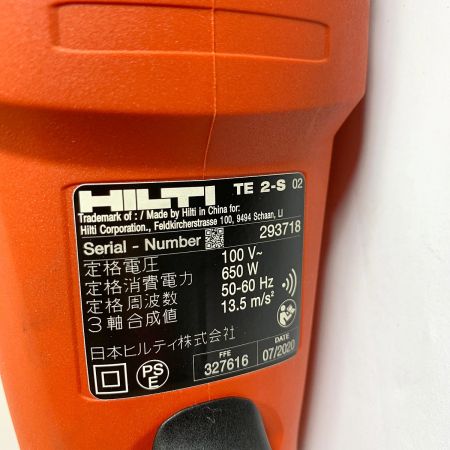 HILTI TE 2-S 02
Trademark of: / Made by Hilti in China for:
Hilti Corporation., Feldkircherstrasse 100, 9494 Schaan, LI
Serial - Number 293718
定格電圧 100 V~
定格消費電力 650 W
定格周波数 50-60 Hz
3軸合成値 13.5 m/s²
日本ヒルティ株式会社
FFE
327616
DATE
07/2020
PS
E